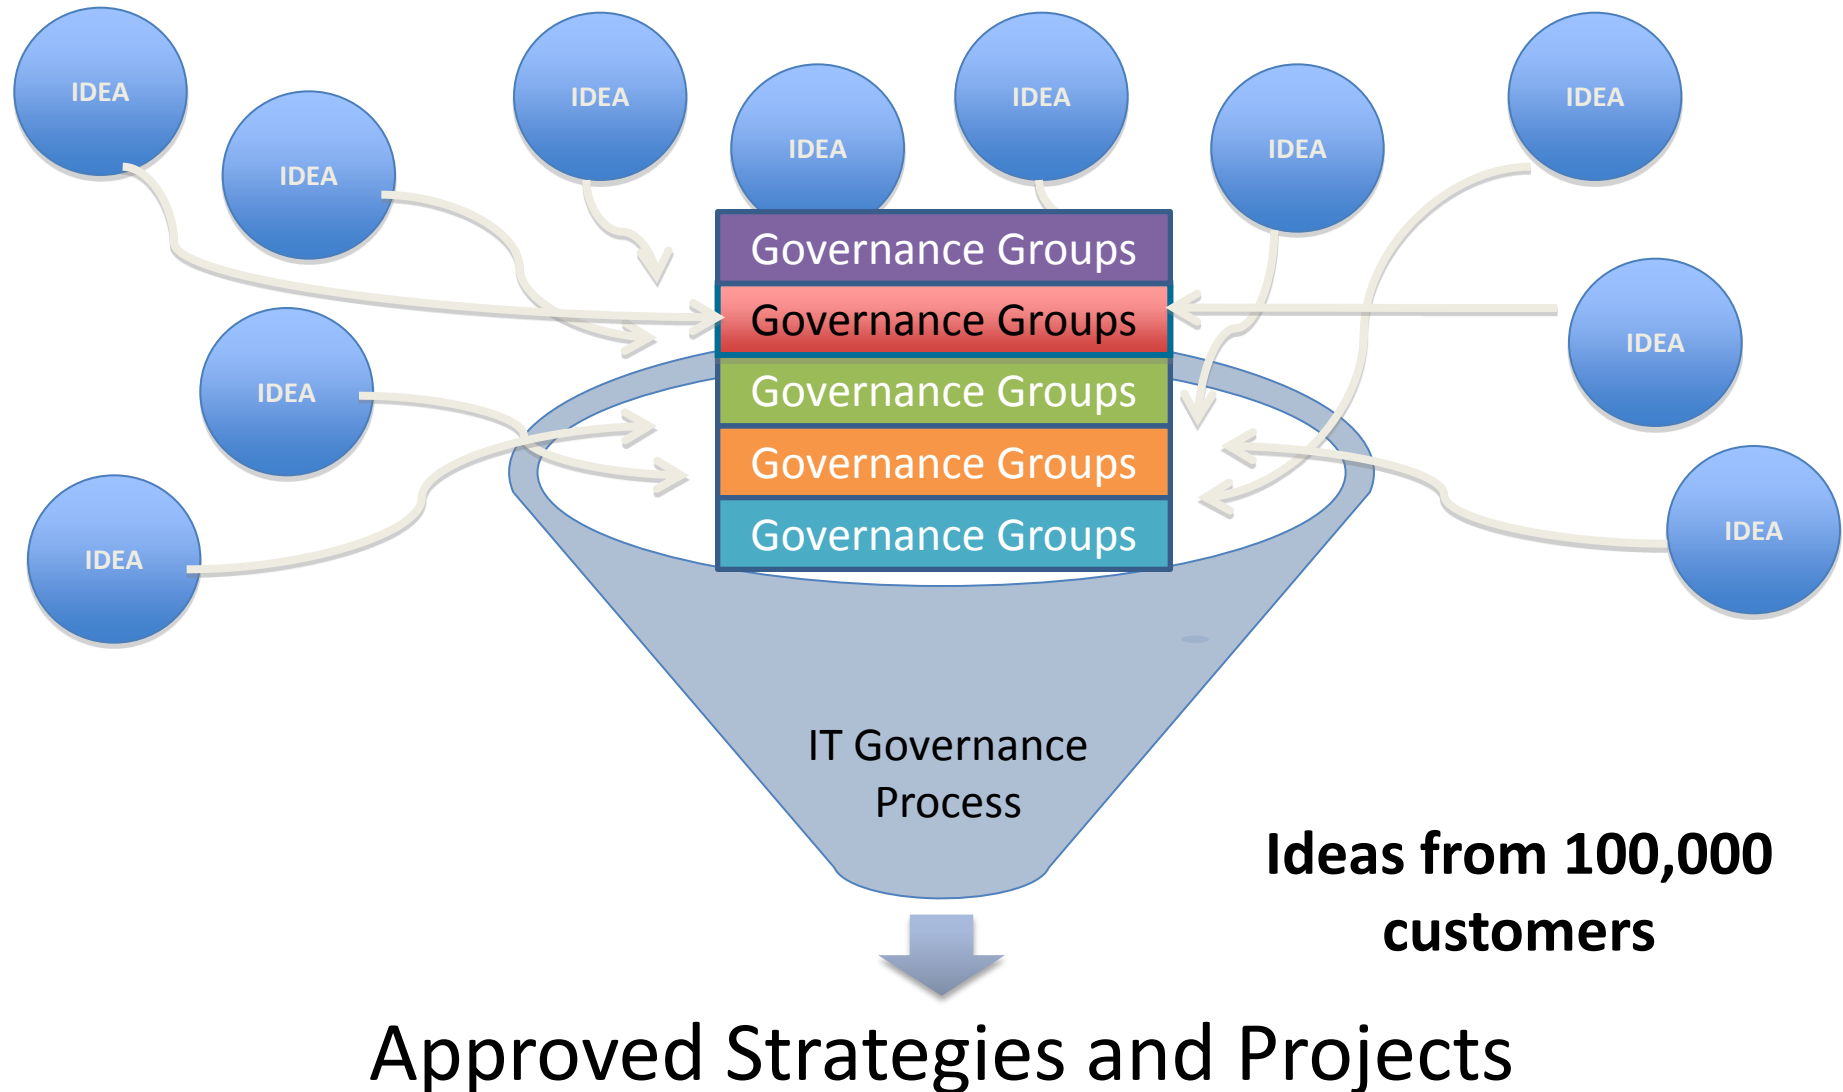 IDEA
IDEA
IDEA
IDEA
IDEA
IDEA
IDEA
Governance Groups
Governance Groups
IDEA
Governance Groups
IDEA
Governance Groups
Governance Groups
IDEA
IDEA
IT Governance
Process
Ideas from 100,000
customers
Approved Strategies and Projects